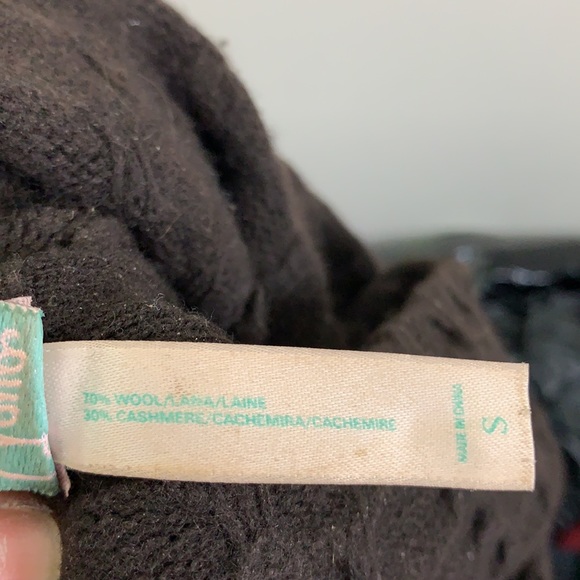 70% WOOL/LANA/LAINE
30% CASHMERE/CACHEMIRA/CACHEMIRE
MADE IN CHINA
S